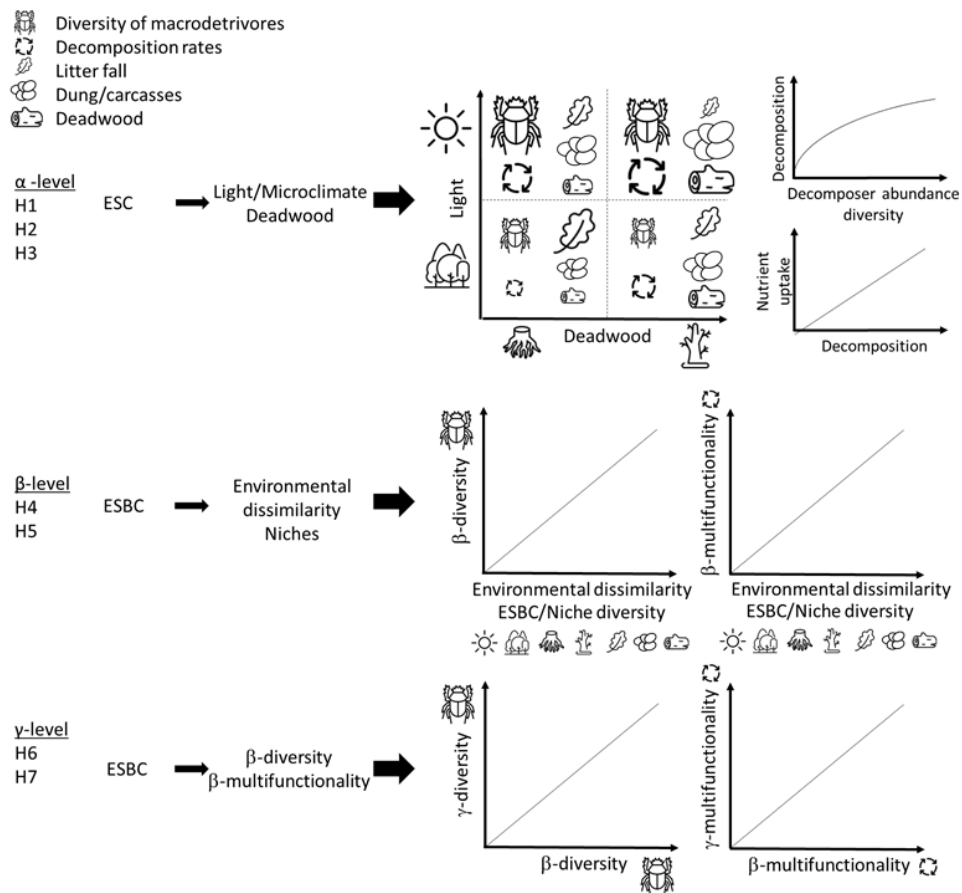 Diversity of macrodetrivores
Decomposition rates
Litter fall
Dung/carcasses
Deadwood
α -level
H1
H2
H3
ESC
Light/Microclimate
Deadwood
Light
Deadwood
Decomposition
Decomposer abundance
diversity
Nutrient
uptake
Decomposition
β-level
H4
H5
ESBC
Environmental
dissimilarity
Niches
β-diversity
Environmental dissimilarity
ESBC/Niche diversity
β-multifunctionality
Environmental dissimilarity
ESBC/Niche diversity
γ-level
H6
H7
ESBC
β-diversity
β-multifunctionality
γ-diversity
β-diversity
γ-multifunctionality
β-multifunctionality